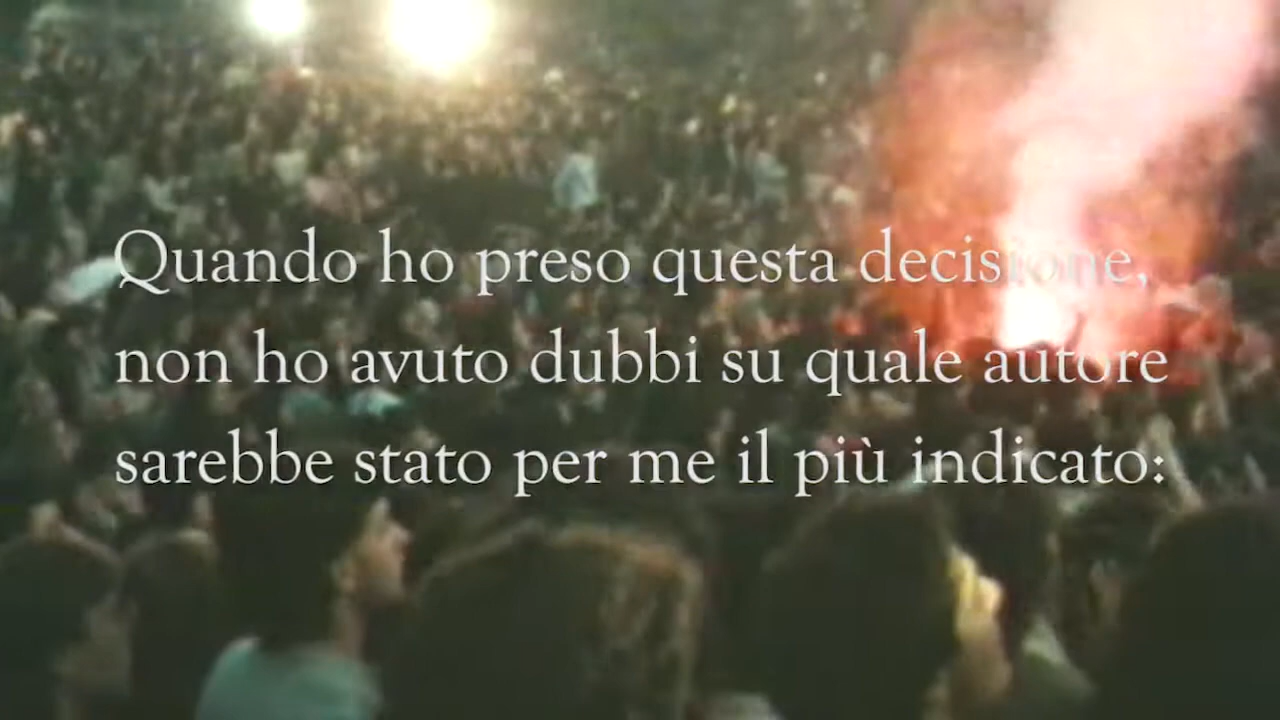 Quando ho preso questa decisione,
non ho avuto dubbi su quale autore
sarebbe stato per me il più indicato: